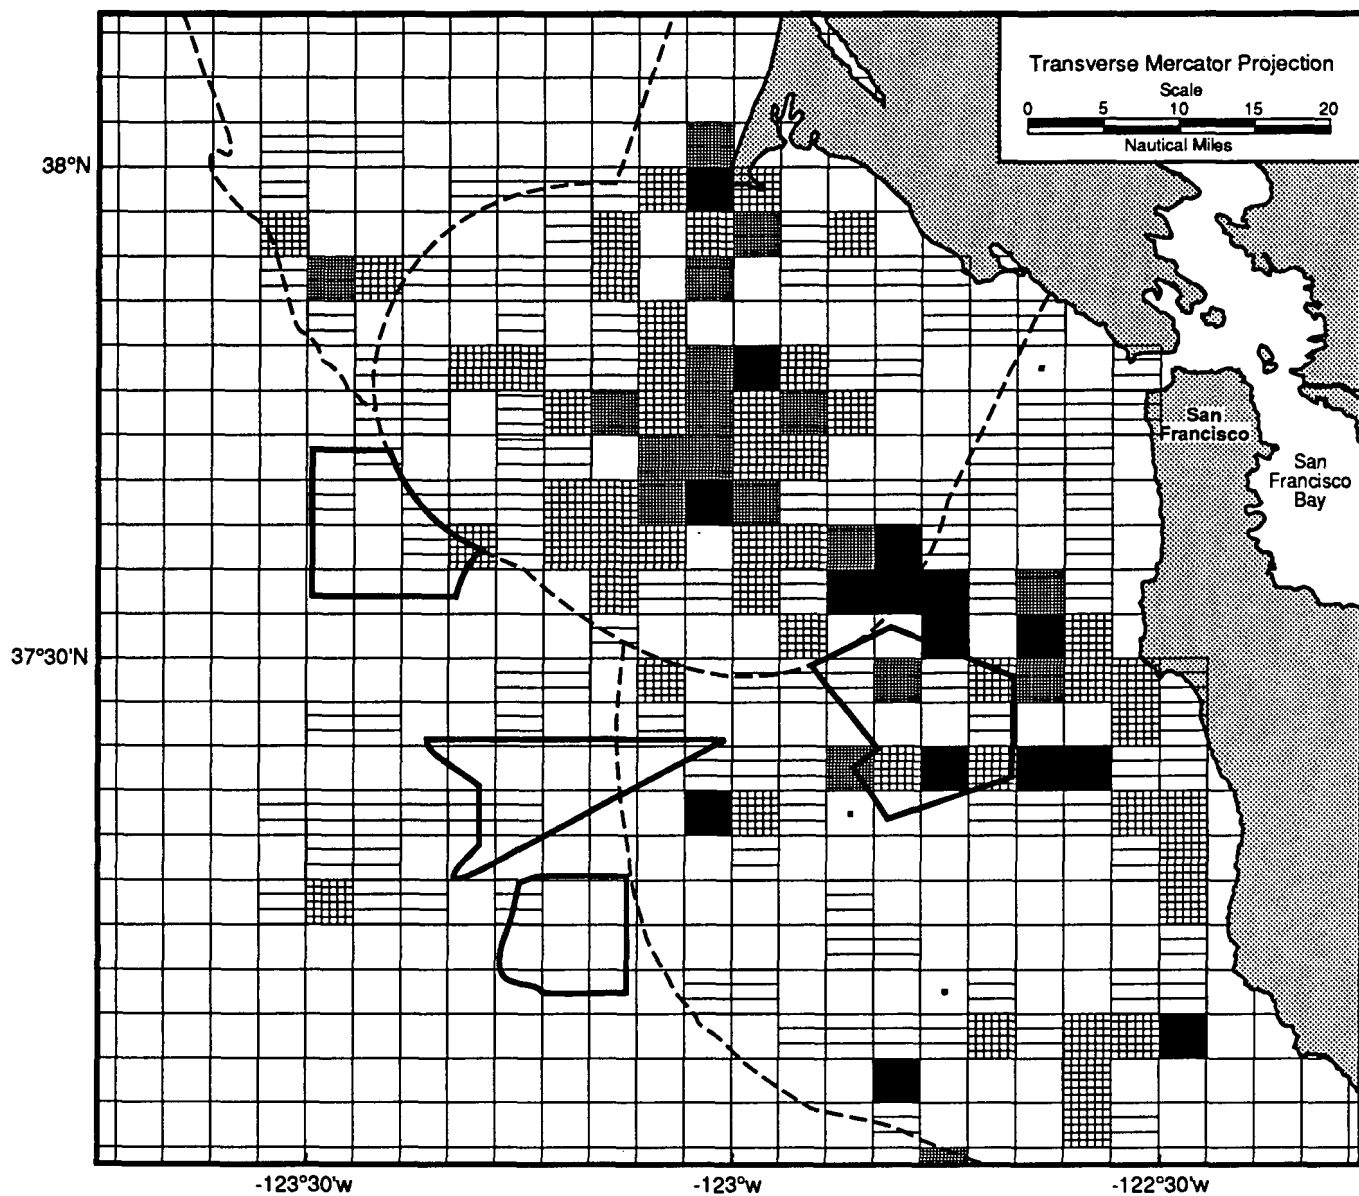 Transverse Mercator Projection
Scale
0 5 10 15 20
Nautical Miles
38°N
San
Francisco
San
Francisco
Bay
37°30'N
-123°30'W
-123°W
-122°30'W